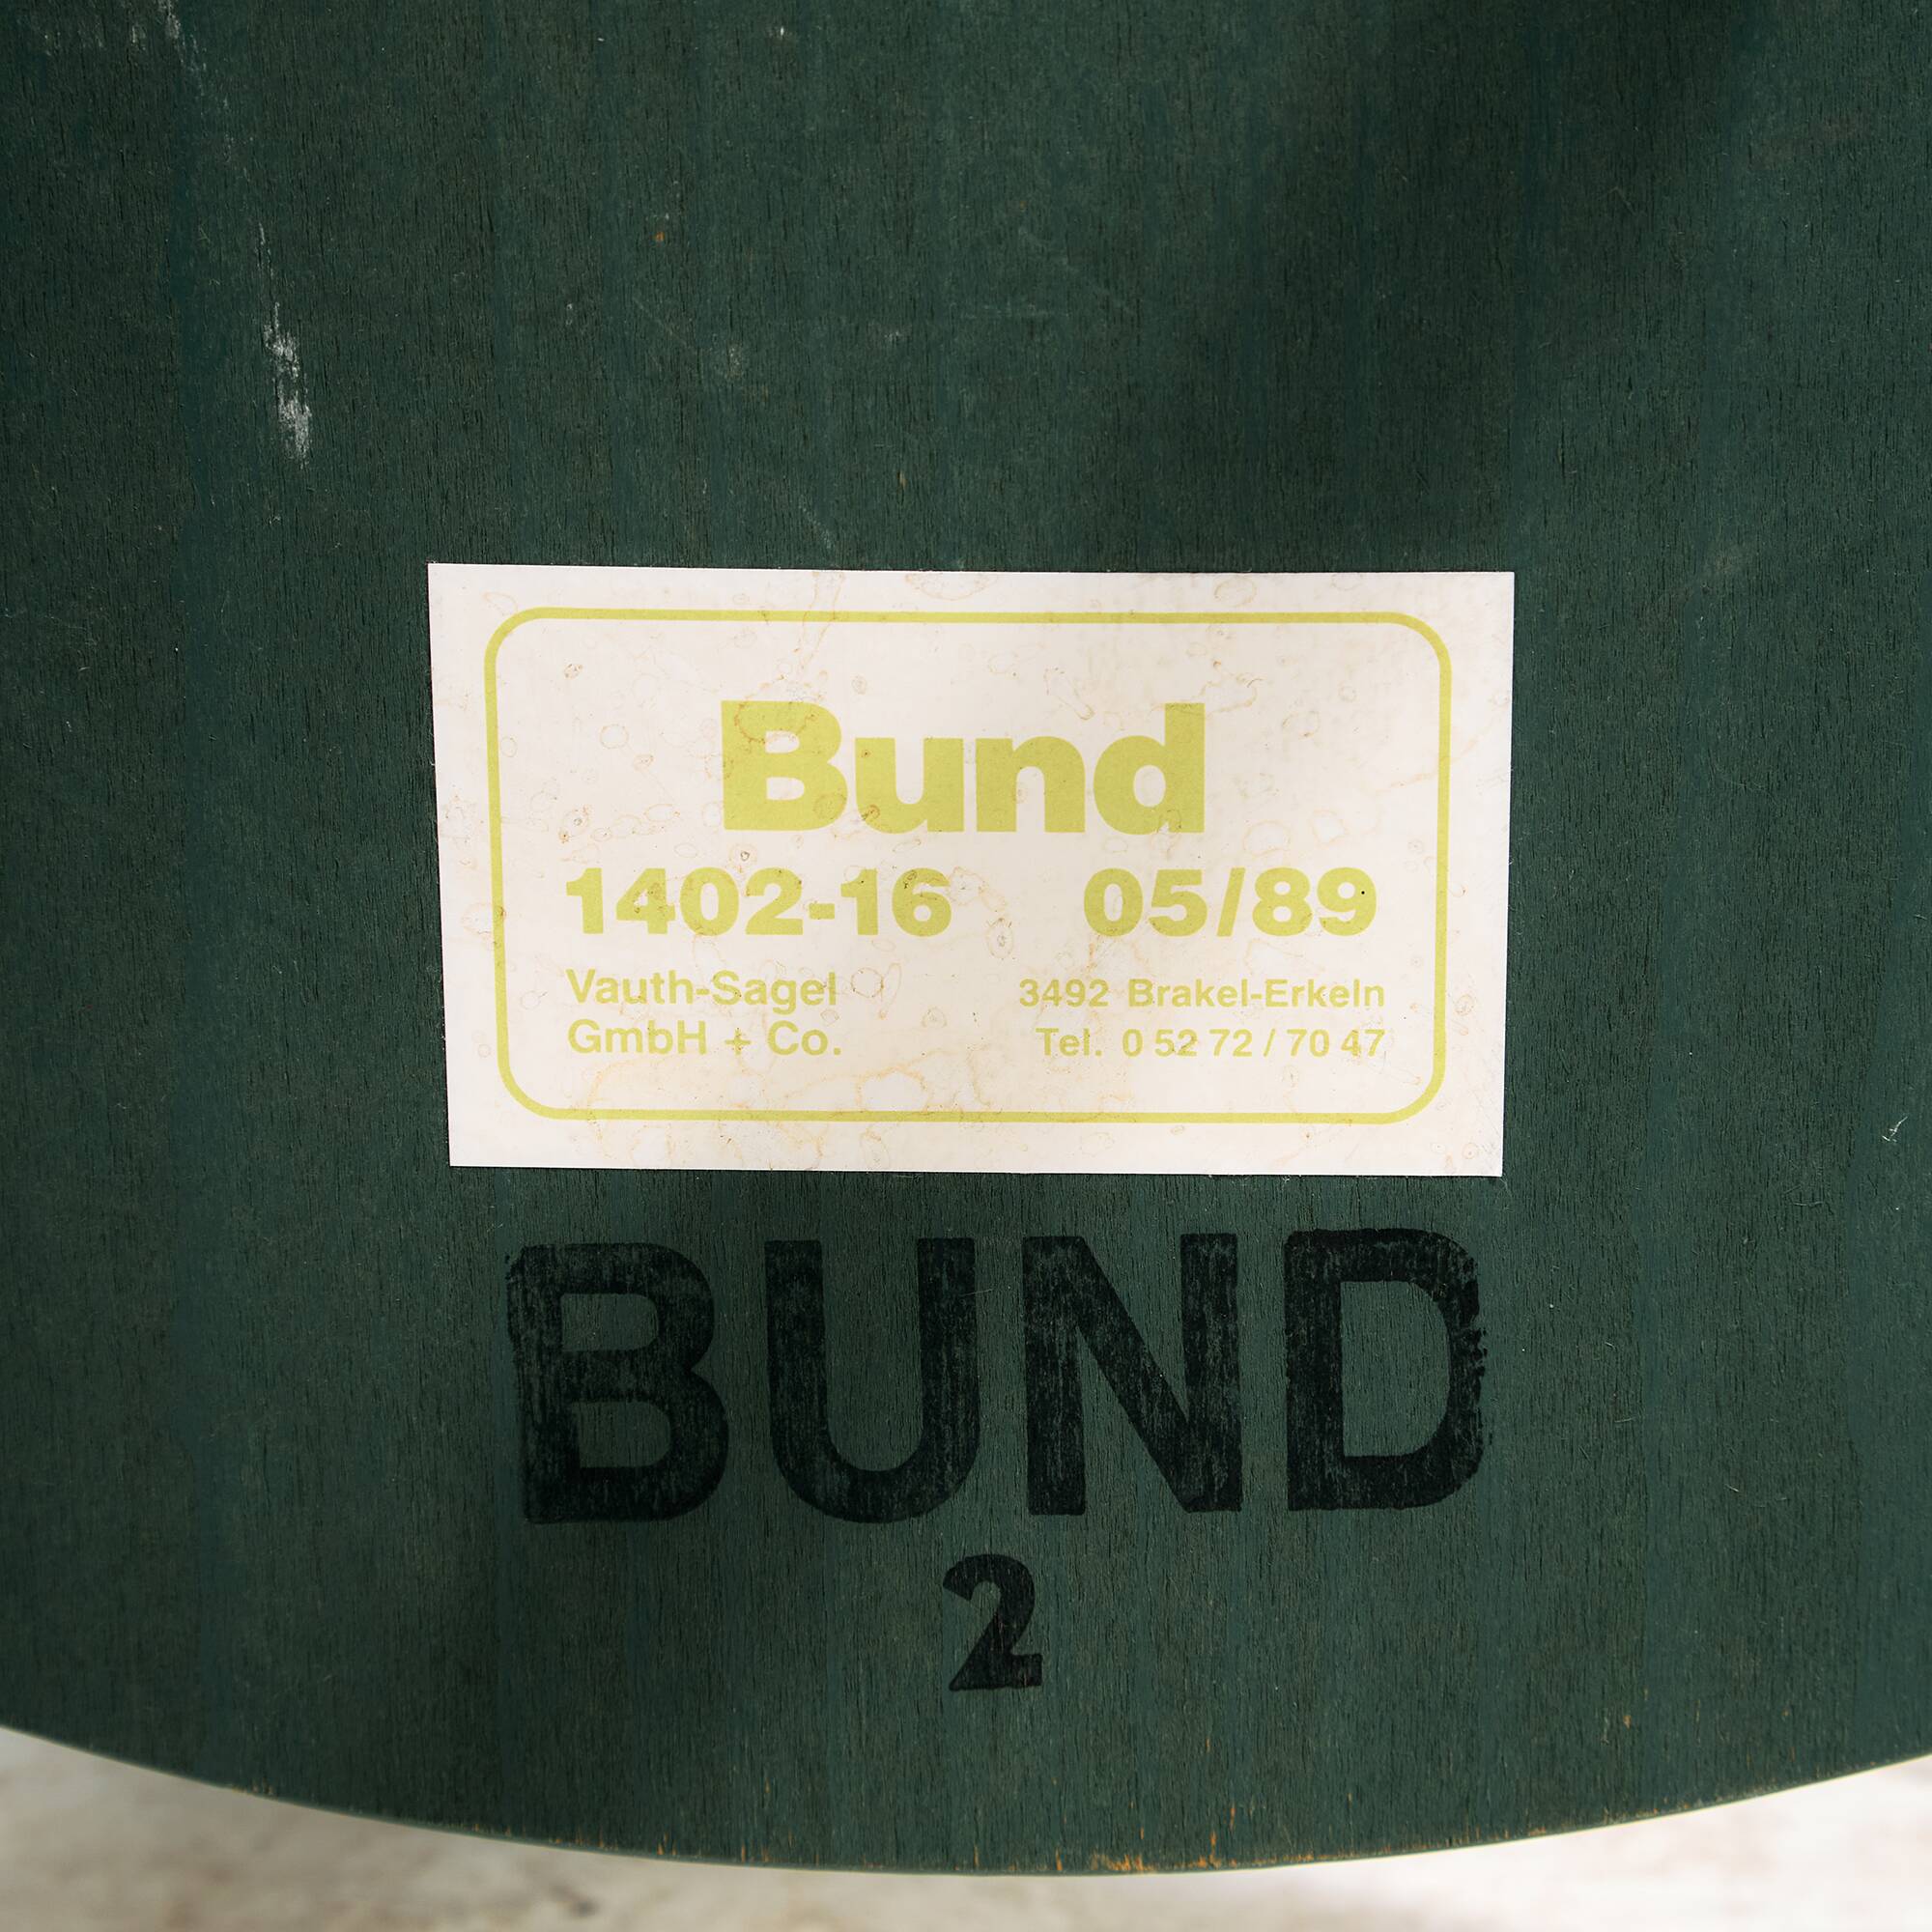 Bund
1402-16 05/89
Vauth-Sagel 3492 Brakel-Erkeln
GmbH + Co. Tel. 0 52 72 / 70 47
BUND
2